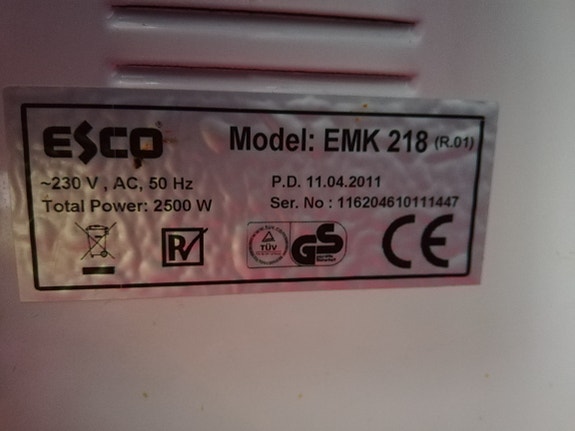 ESCO
Model: EMK 218 (R.01)
~230 V , AC, 50 Hz
P.D. 11.04.2011
Total Power: 2500 W
Ser. No : 116204610111447
TÜV
GS
CE